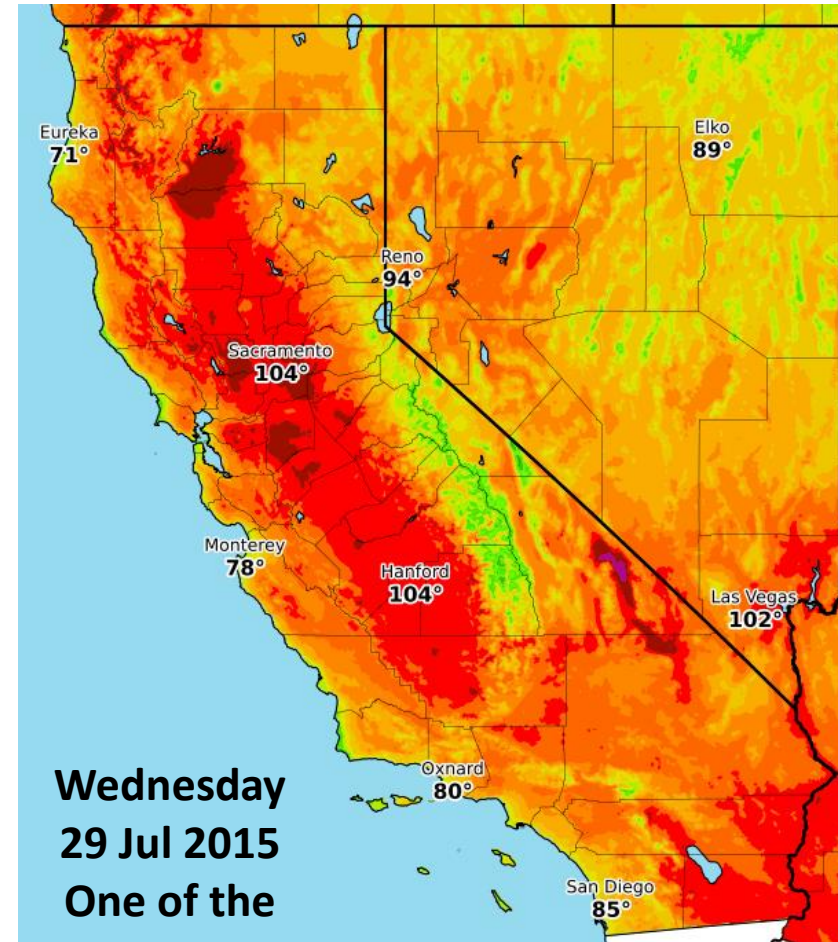 Eureka
71°
Elko
89°
Reno
94°
Sacramento
104°
Monterey
78°
Hanford
104°
Las Vegas
102°
Oxnard
80°
San Diego
85°
Wednesday
29 Jul 2015
One of the